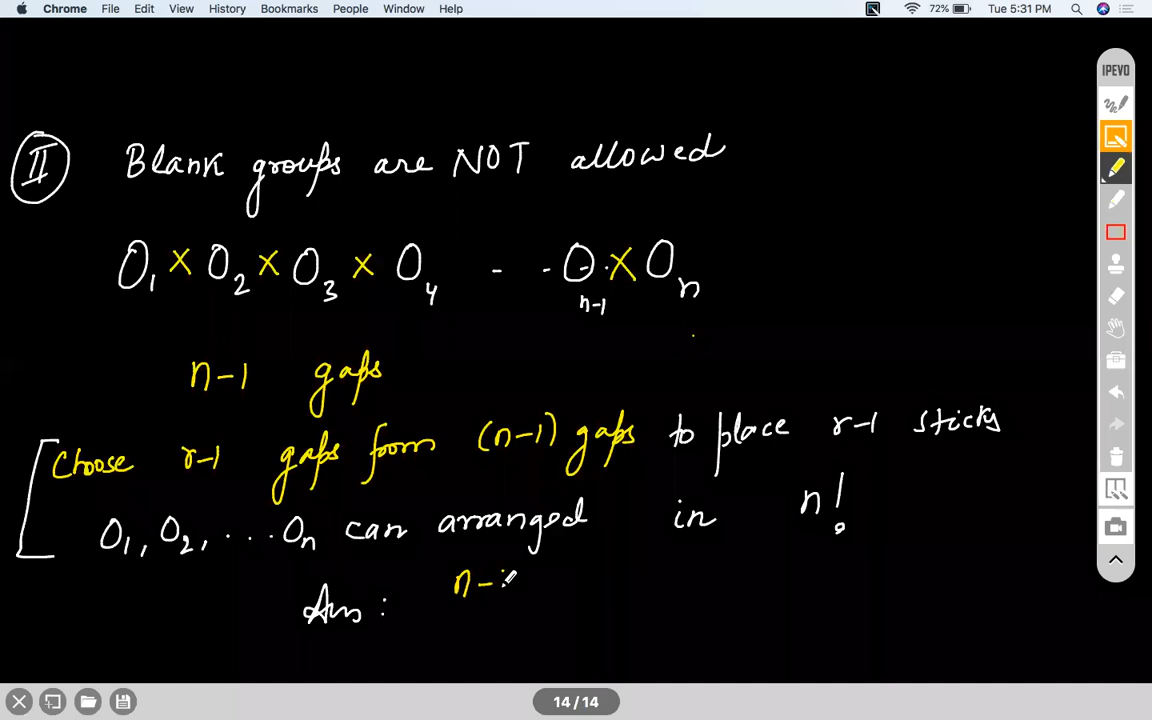 Chrome File Edit View History Bookmarks People Window Help 72% Tue 5:31 PM
IPEVO
II Blank groups are NOT allowed
O₁ × O₂ × O₃ × O₄ - - O × Oₙ
n-1
n-1 gaps
Choose r-1 gaps form (n-1) gaps to place r-1 sticks
O₁, O₂, ... Oₙ can arranged in n!
Ans: n-
14/14